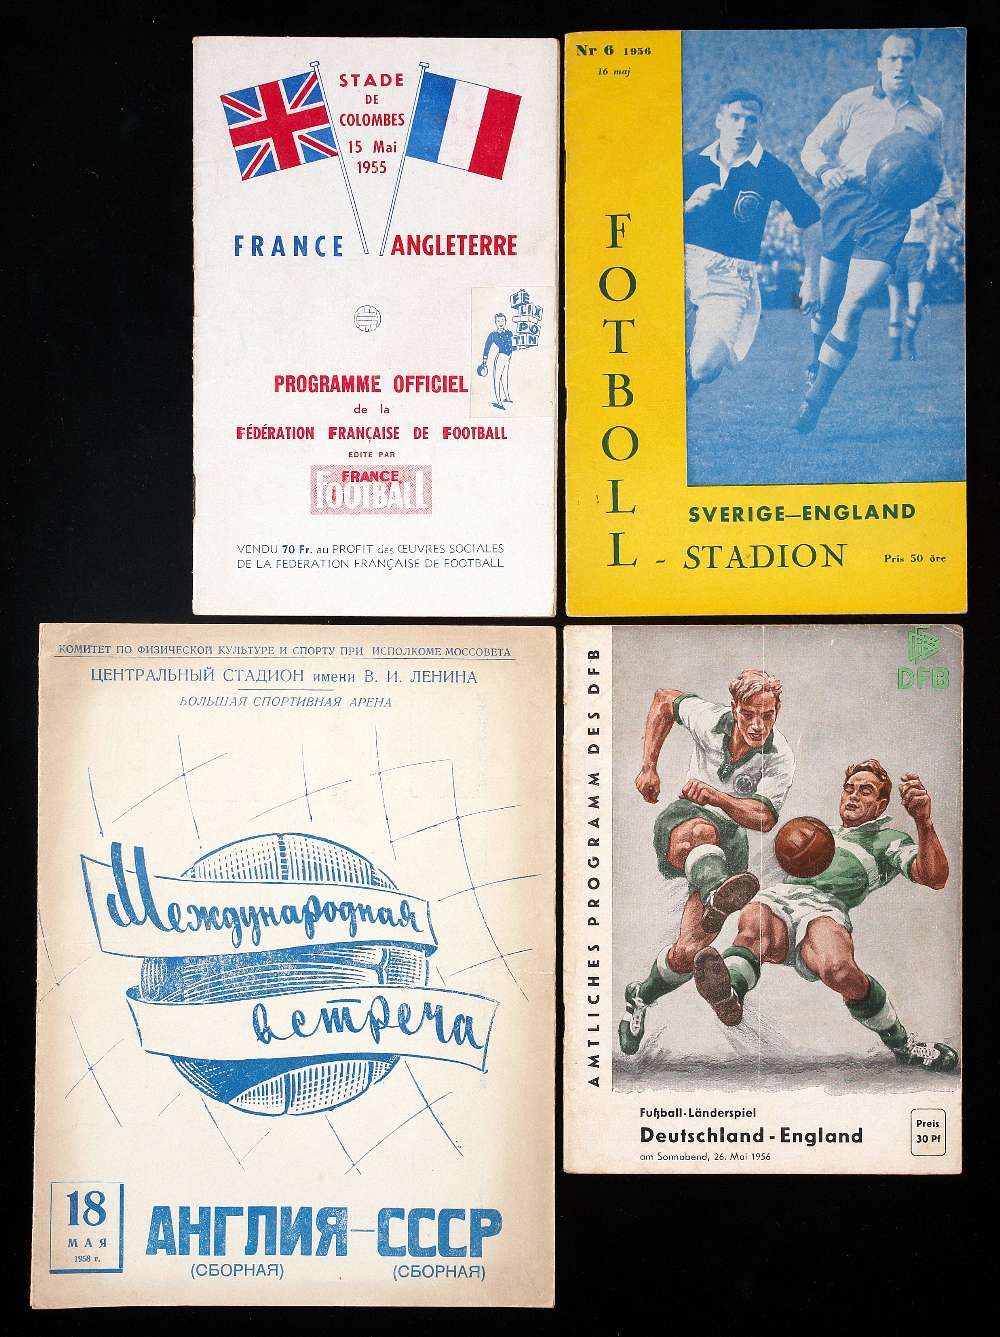 STADE
DE
COLOMBES
15 Mai
1955
FRANCE
ANGLETERRE
FÉLIX
POTIN
PROGRAMME OFFICIEL
de la
FÉDÉRATION FRANÇAISE DE FOOTBALL
EDITE PAR
FRANCE
FOOTBALL
VENDU 70 Fr. au PROFIT des ŒUVRES SOCIALES
DE LA FEDERATION FRANÇAISE DE FOOTBALL
Nr 6 1956
16 maj
FOTBOLL
SVERIGE—ENGLAND
- STADION
Pris 50 öre
КОМИТЕТ ПО ФИЗИЧЕСКОЙ КУЛЬТУРЕ И СПОРТУ ПРИ ИСПОЛКОМЕ МОССОВЕТА
ЦЕНТРАЛЬНЫЙ СТАДИОН имени В. И. ЛЕНИНА
БОЛЬШАЯ СПОРТИВНАЯ АРЕНА
Международная
встреча
18
МАЯ
1958 г.
АНГЛИЯ—СССР
(СБОРНАЯ) (СБОРНАЯ)
DFB
AMTLICHES PROGRAMM DES DFB
Fußball-Länderspiel
Deutschland - England
am Sonnabend, 26. Mai 1956
Preis
30 Pf